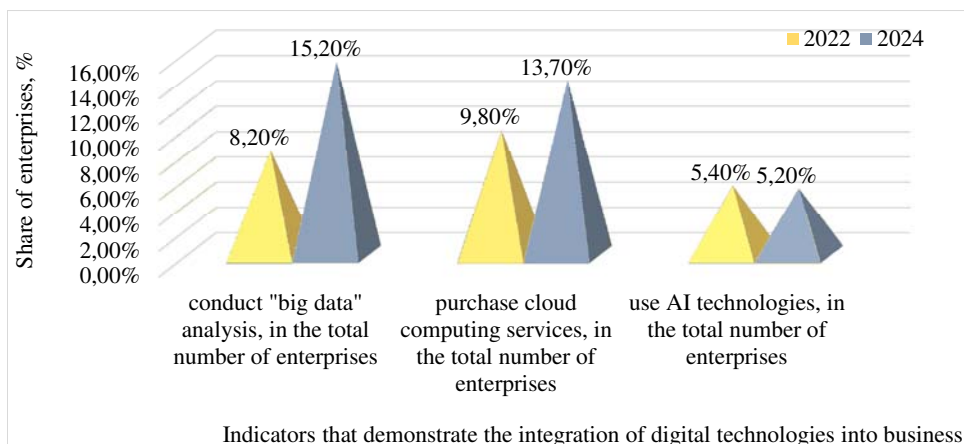 2022 2024
Share of enterprises, %
16,00%
14,00%
12,00%
10,00%
8,00%
6,00%
4,00%
2,00%
0,00%
8,20%
15,20%
9,80%
13,70%
5,40%
5,20%
conduct "big data"
analysis, in the total
number of enterprises
purchase cloud
computing services, in
the total number of
enterprises
use AI technologies, in
the total number of
enterprises
Indicators that demonstrate the integration of digital technologies into business